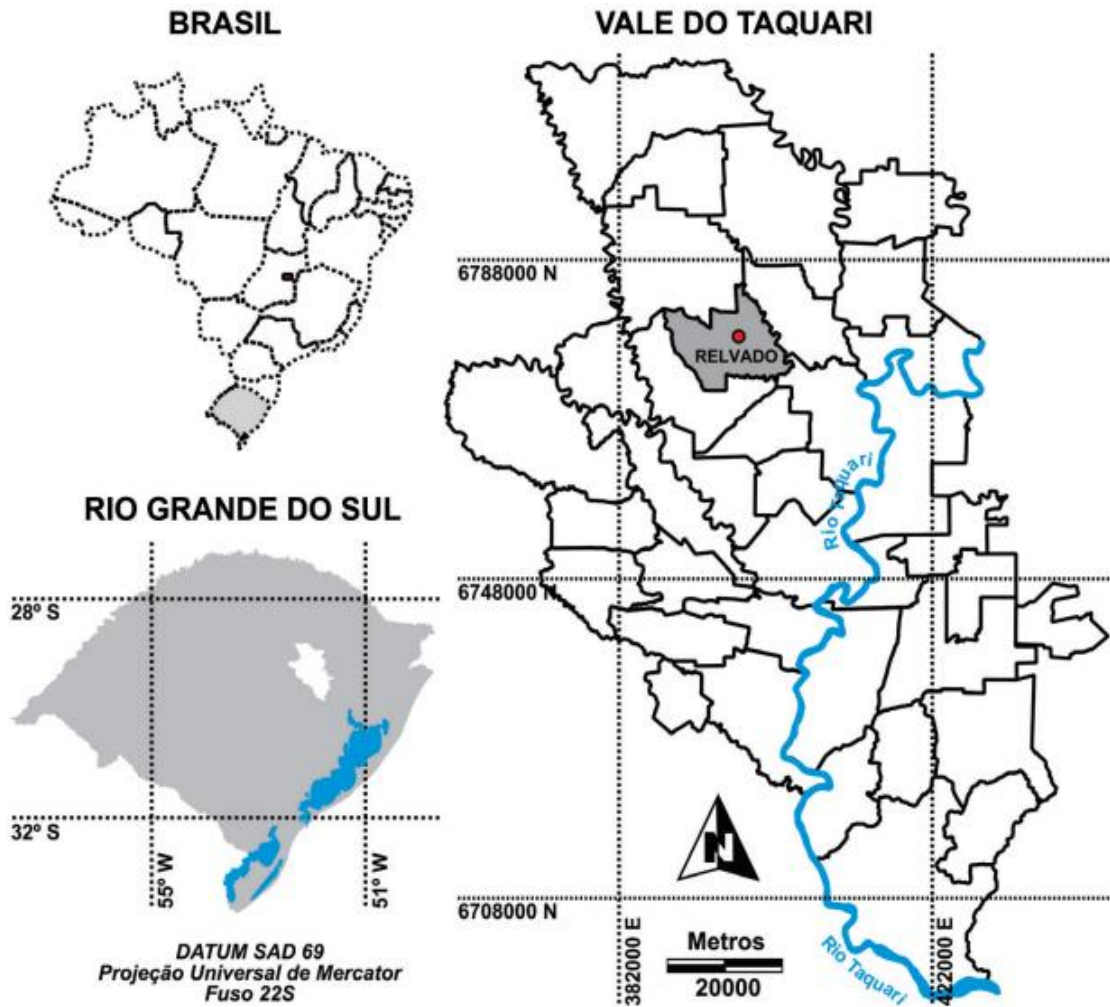 BRASIL
VALE DO TAQUARI
6788000 N
RELVADO
Rio Taquari
RIO GRANDE DO SUL
28º S
6748000 N
32º S
55º W
51º W
N
6708000 N
382000 E
422000 E
Metros
20000
Rio Taquari
DATUM SAD 69
Projeção Universal de Mercator
Fuso 22S